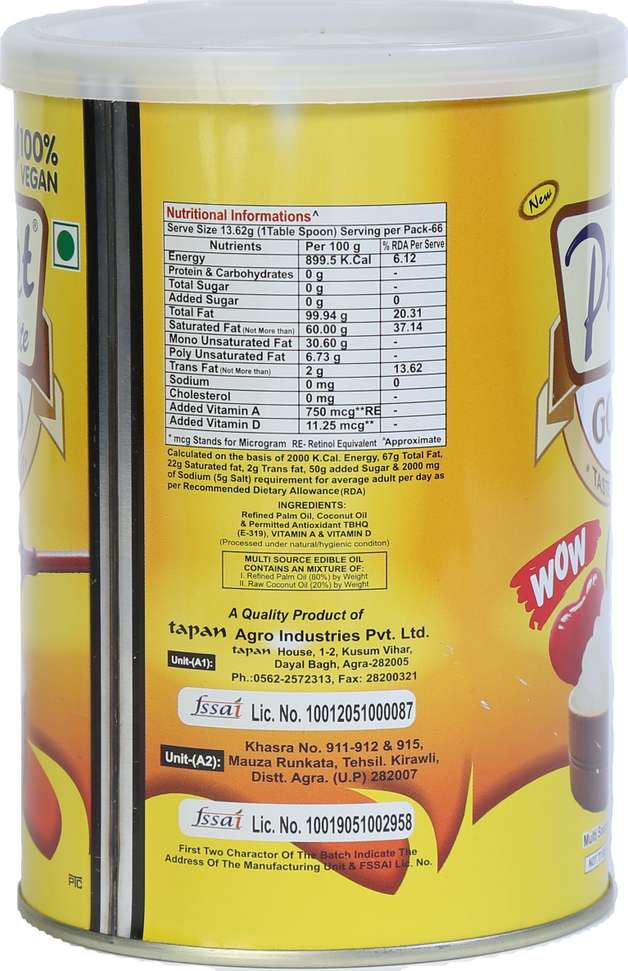 100%
VEGAN
New
Nutritional Informations^
Serve Size 13.62g (1Table Spoon) Serving per Pack-66
Nutrients Per 100 g % RDA Per Serve
Energy 899.5 K.Cal 6.12
Protein & Carbohydrates 0 g -
Total Sugar 0 g -
Added Sugar 0 g 0
Total Fat 99.94 g 20.31
Saturated Fat (Not More than) 60.00 g 37.14
Mono Unsaturated Fat 30.60 g -
Poly Unsaturated Fat 6.73 g -
Trans Fat (Not More than) 2 g 13.62
Sodium 0 mg 0
Cholesterol 0 mg -
Added Vitamin A 750 mcg**RE -
Added Vitamin D 11.25 mcg** -
* mcg Stands for Microgram RE- Retinol Equivalent ^Approximate
Calculated on the basis of 2000 K.Cal. Energy, 67g Total Fat,
22g Saturated fat, 2g Trans fat, 50g added Sugar & 2000 mg
of Sodium (5g Salt) requirement for average adult per day as
per Recommended Dietary Allowance (RDA)
INGREDIENTS:
Refined Palm Oil, Coconut Oil
& Permitted Antioxidant TBHQ
(E-319), VITAMIN A & VITAMIN D
(Processed under natural/hygienic conditon)
MULTI SOURCE EDIBLE OIL
CONTAINS AN MIXTURE OF:
I. Refined Palm Oil (80%) by Weight
II. Raw Coconut Oil (20%) by Weight
A Quality Product of
tapan Agro Industries Pvt. Ltd.
Unit-(A1): tapan House, 1-2, Kusum Vihar,
Dayal Bagh, Agra-282005
Ph.:0562-2572313, Fax: 28200321
fssai Lic. No. 10012051000087
Unit-(A2): Khasra No. 911-912 & 915,
Mauza Runkata, Tehsil. Kirawli,
Distt. Agra. (U.P) 282007
fssai Lic. No. 10019051002958
First Two Charactor Of The Batch Indicate The
Address Of The Manufacturing Unit & FSSAI Lic. No.
WOW
PTC